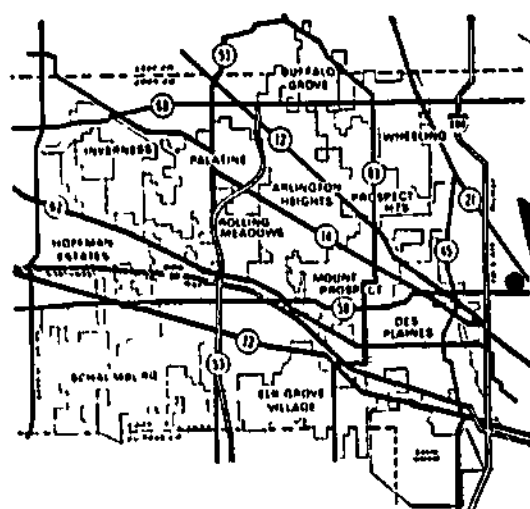 53
BUFFALO
GROVE
68
12
WHEELING
INVERNESS
PALATINE
83
ARLINGTON
HEIGHTS
PROSPECT
HTS
21
62
ROLLING
MEADOWS
14
45
HOFFMAN
ESTATES
MOUNT
PROSPECT
58
DES
PLAINES
72
53
SCHAUMBURG
ELK GROVE
VILLAGE